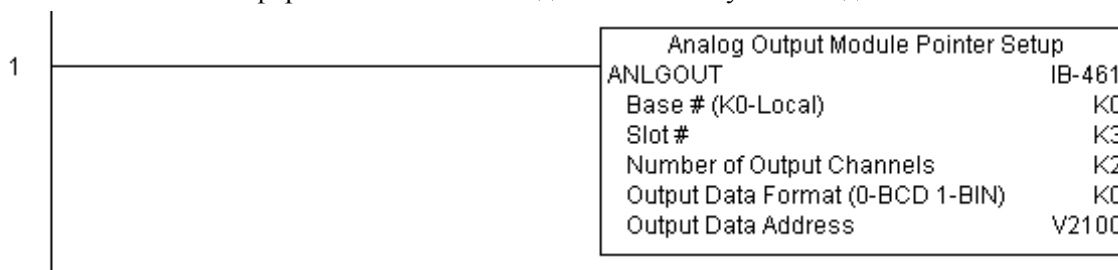 1
Analog Output Module Pointer Setup
ANLGOUT IB-461
Base # (K0-Local) K0
Slot # K3
Number of Output Channels K2
Output Data Format (0-BCD 1-BIN) K0
Output Data Address V2100